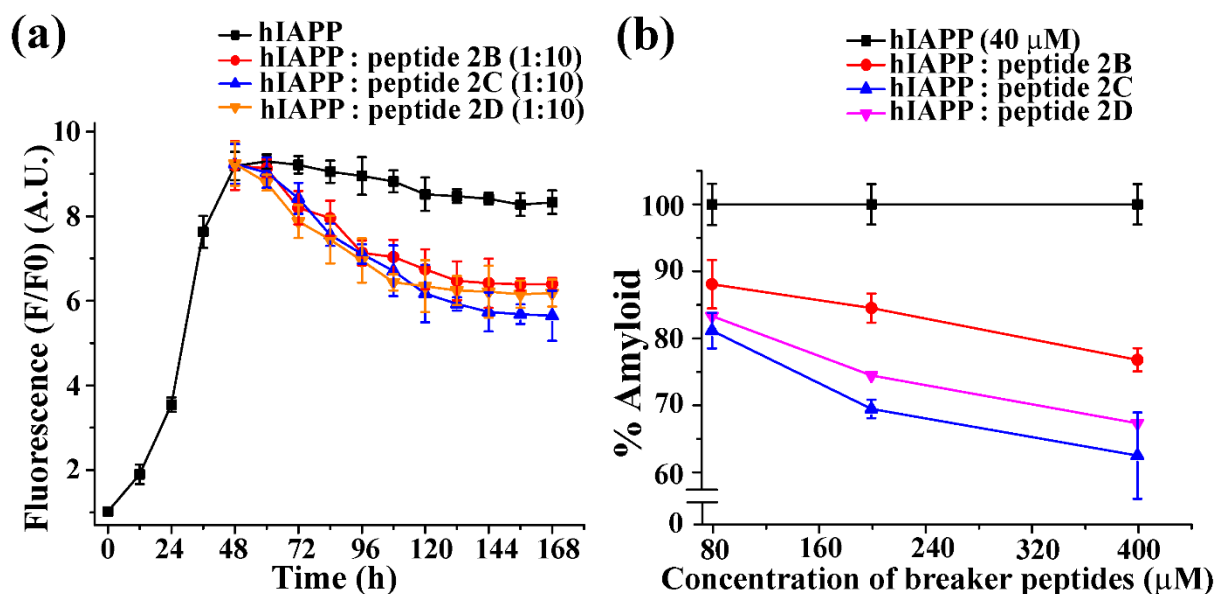 (a)
hIAPP
hIAPP : peptide 2B (1:10)
hIAPP : peptide 2C (1:10)
hIAPP : peptide 2D (1:10)
Fluorescence (F/F0) (A.U.)
10
8
6
4
2
0 24 48 72 96 120 144 168
Time (h)
(b)
hIAPP (40 μM)
hIAPP : peptide 2B
hIAPP : peptide 2C
hIAPP : peptide 2D
% Amyloid
100
90
80
70
60
0
80 160 240 320 400
Concentration of breaker peptides (μM)